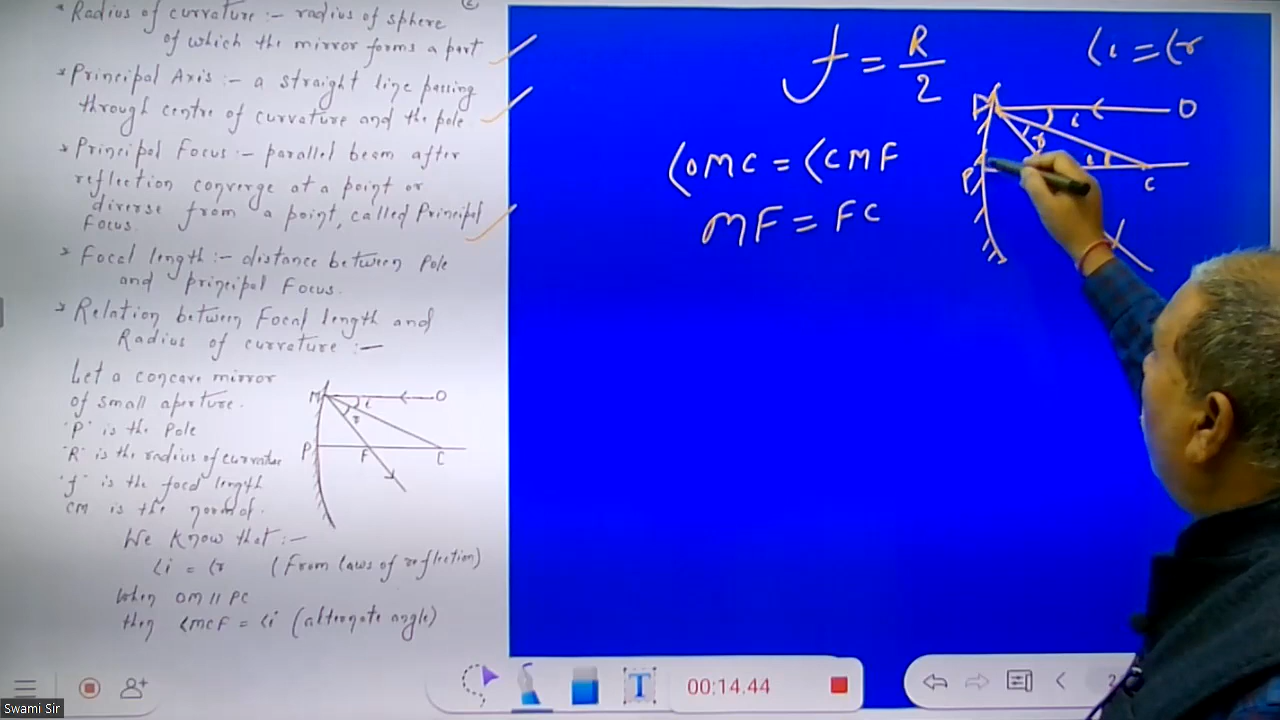 * Radius of curvature :- radius of sphere
of which the mirror forms a part
* Principal Axis :- a straight line passing
through centre of curvature and the pole
* Principal Focus :- parallel beam after
reflection converge at a point or
diverse from a point, called Principal
Focus.
* Focal length :- distance between Pole
and principal Focus.
* Relation between Focal length and
Radius of curvature :-
Let a concave mirror
of small aperture.
"P" is the Pole
"R" is the radius of curvature
"f" is the focal length
CM is the normal.
We know that :-
<i = <r (From laws of reflection)
when OM || PC
then <MCF = <i (alternate angle)
M O
i
r
P F C
f = R/2
<i = <r
<OMC = <CMF
MF = FC
M O
i
r
i
P C
T
00:14.44
2
Swami Sir